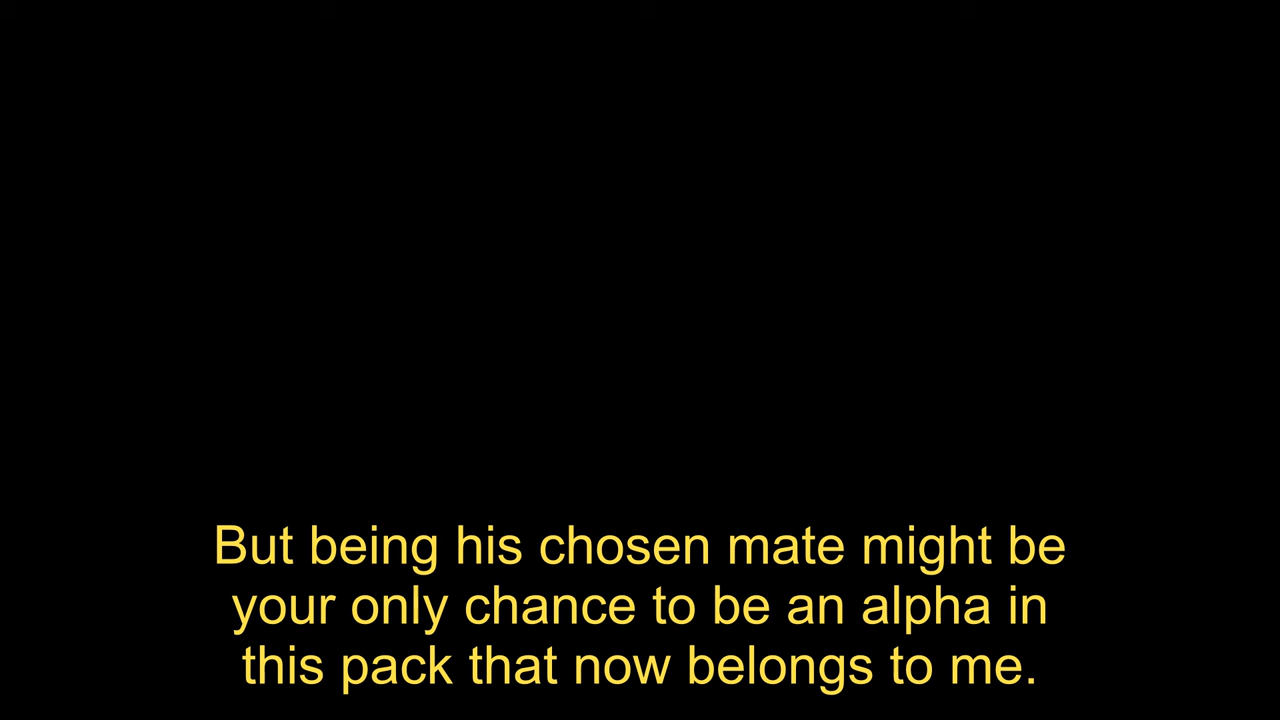 But being his chosen mate might be
your only chance to be an alpha in
this pack that now belongs to me.